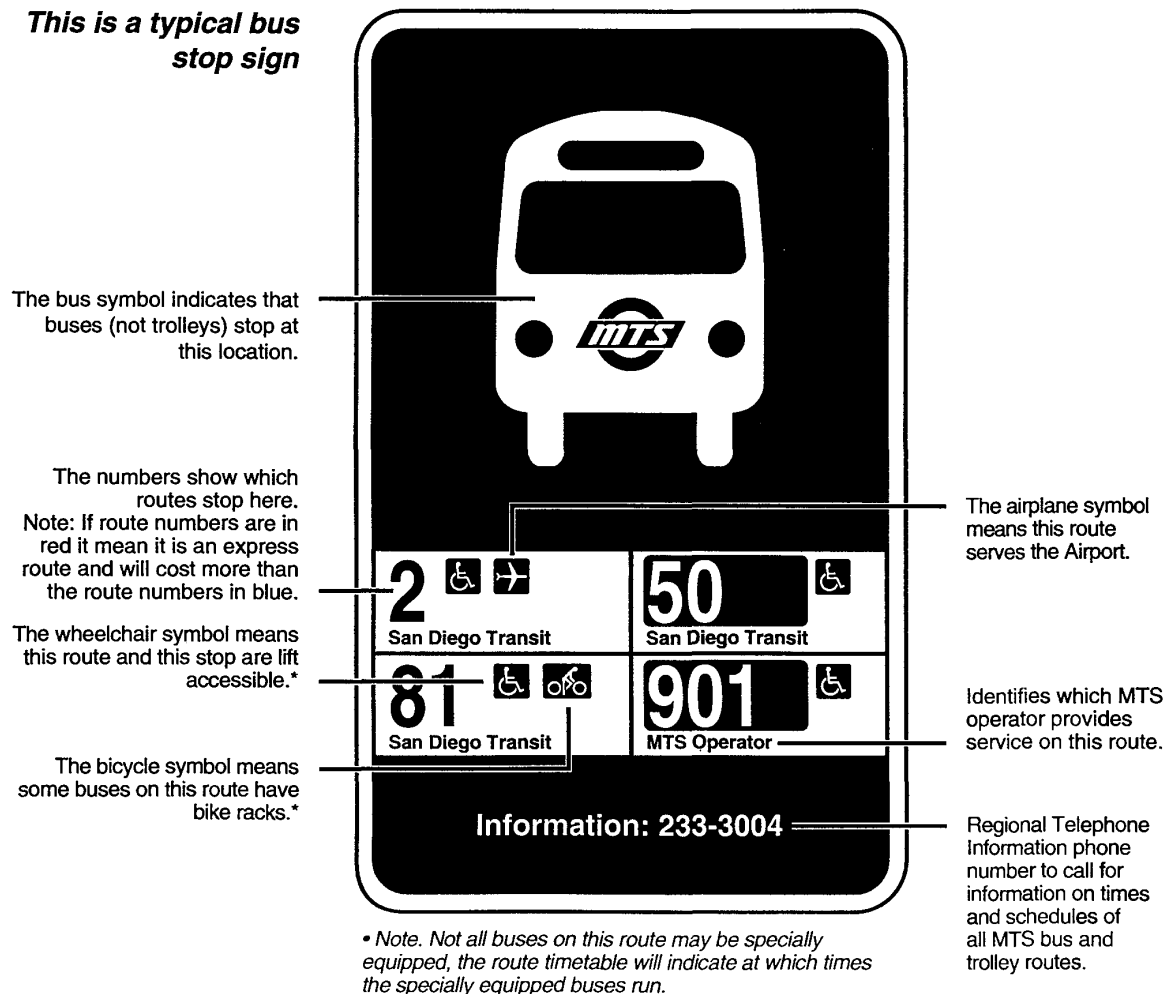 This is a typical bus
stop sign
MTS
The bus symbol indicates that
buses (not trolleys) stop at
this location.
The numbers show which
routes stop here.
Note: If route numbers are in
red it mean it is an express
route and will cost more than
the route numbers in blue.
The wheelchair symbol means
this route and this stop are lift
accessible.*
The bicycle symbol means
some buses on this route have
bike racks.*
2
San Diego Transit
50
San Diego Transit
81
San Diego Transit
901
MTS Operator
Information: 233-3004
The airplane symbol
means this route
serves the Airport.
Identifies which MTS
operator provides
service on this route.
Regional Telephone
Information phone
number to call for
information on times
and schedules of
all MTS bus and
trolley routes.
• Note. Not all buses on this route may be specially
equipped, the route timetable will indicate at which times
the specially equipped buses run.